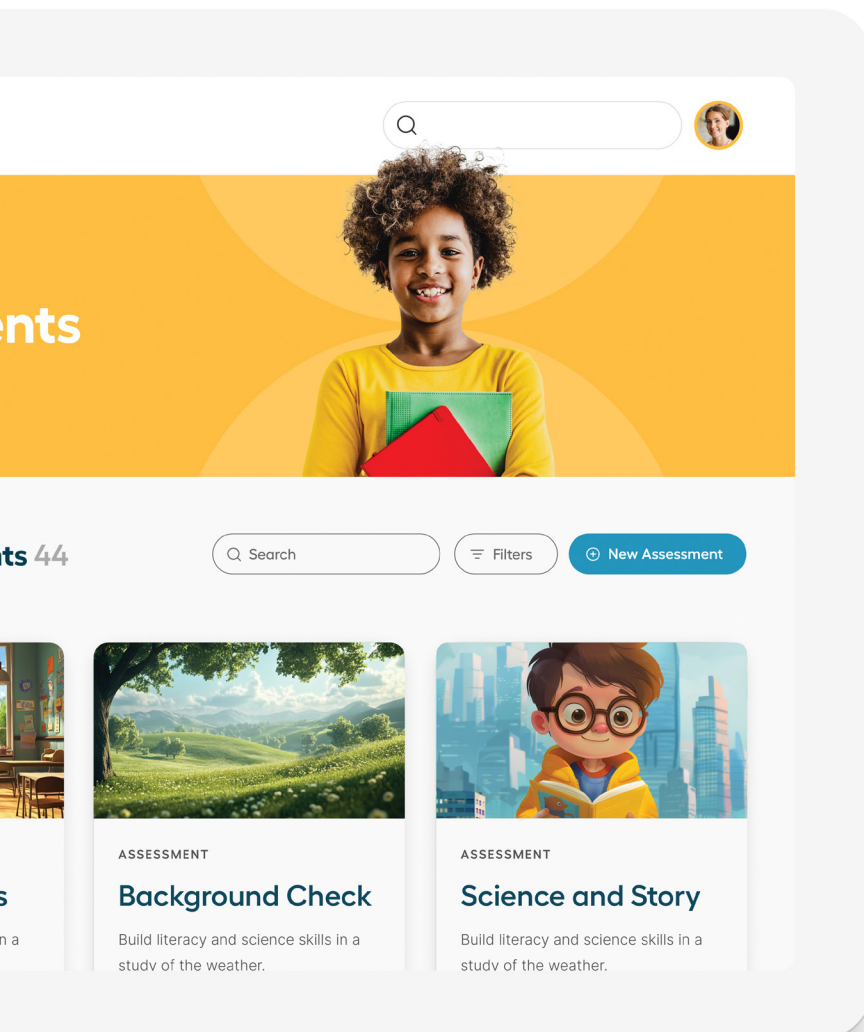 ents
nts 44
Search
Filters
New Assessment
s
n a
ASSESSMENT
Background Check
Build literacy and science skills in a
study of the weather.
ASSESSMENT
Science and Story
Build literacy and science skills in a
study of the weather.